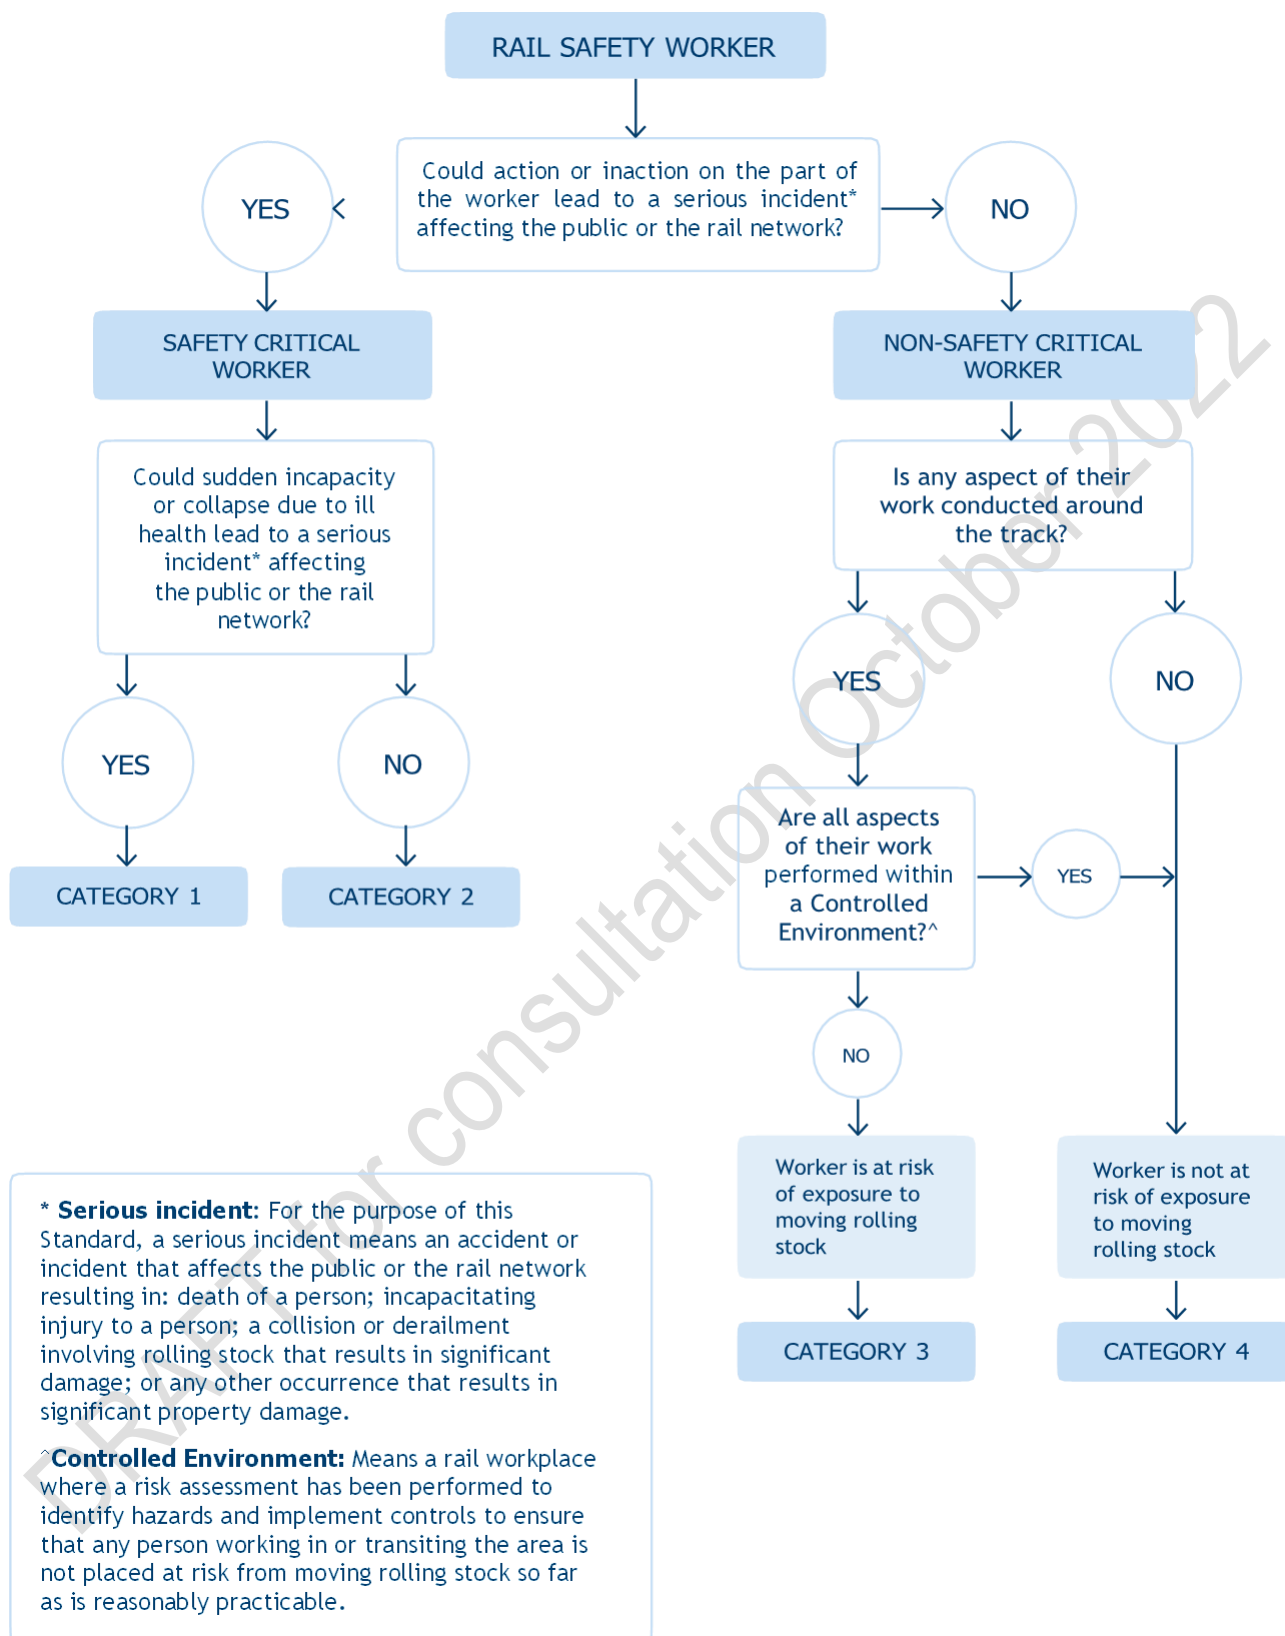 RAIL SAFETY WORKER
Could action or inaction on the part of
the worker lead to a serious incident*
affecting the public or the rail network?
YES
NO
SAFETY CRITICAL
WORKER
NON-SAFETY CRITICAL
WORKER
Could sudden incapacity
or collapse due to ill
health lead to a serious
incident* affecting
the public or the rail
network?
Is any aspect of their
work conducted around
the track?
YES
NO
YES
NO
Are all aspects
of their work
performed within
a Controlled
Environment?^
YES
CATEGORY 1
CATEGORY 2
NO
Worker is at risk
of exposure to
moving rolling
stock
Worker is not at
risk of exposure
to moving
rolling stock
CATEGORY 3
CATEGORY 4
* Serious incident: For the purpose of this
Standard, a serious incident means an accident or
incident that affects the public or the rail network
resulting in: death of a person; incapacitating
injury to a person; a collision or derailment
involving rolling stock that results in significant
damage; or any other occurrence that results in
significant property damage.
^Controlled Environment: Means a rail workplace
where a risk assessment has been performed to
identify hazards and implement controls to ensure
that any person working in or transiting the area is
not placed at risk from moving rolling stock so far
as is reasonably practicable.
DRAFT for consultation October 2022